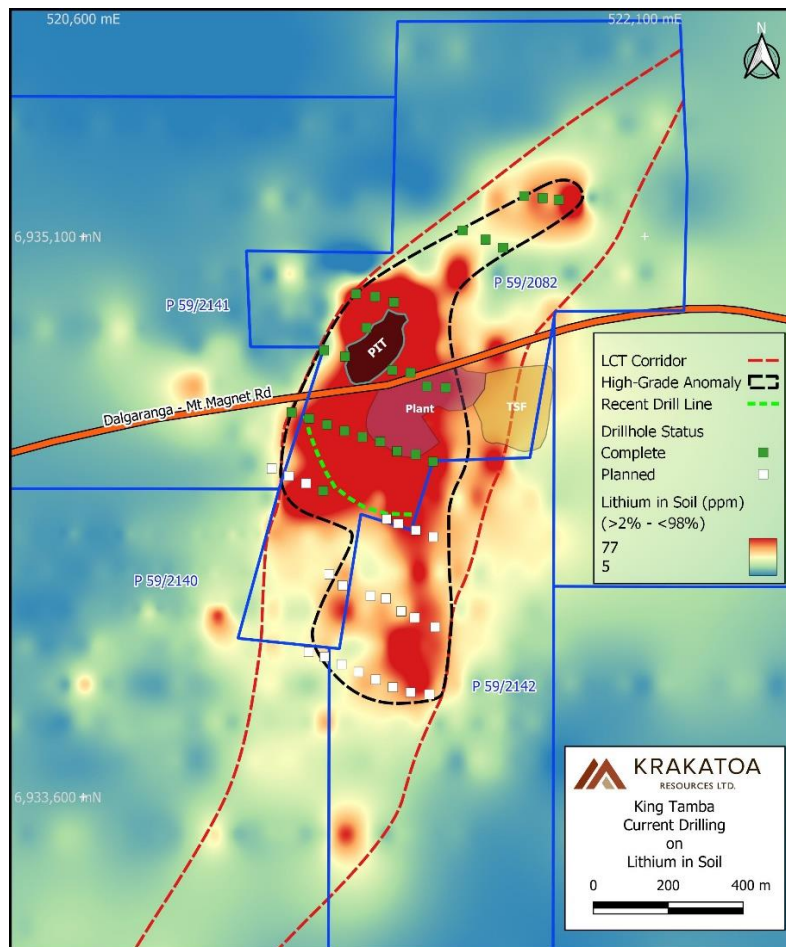 520,600 mE
522,100 mE
N
6,935,100 mN
P 59/2082
P 59/2141
PIT
LCT Corridor
High-Grade Anomaly
Recent Drill Line
Drillhole Status
Complete
Planned
Lithium in Soil (ppm)
(>2% - <98%)
77
5
Plant
TSF
Dalgaranga - Mt.Magnet Rd
P 59/2140
P 59/2142
6,933,600 mN
KRAKATOA
RESOURCES LTD.
King Tamba
Current Drilling
on
Lithium in Soil
0 200 400 m